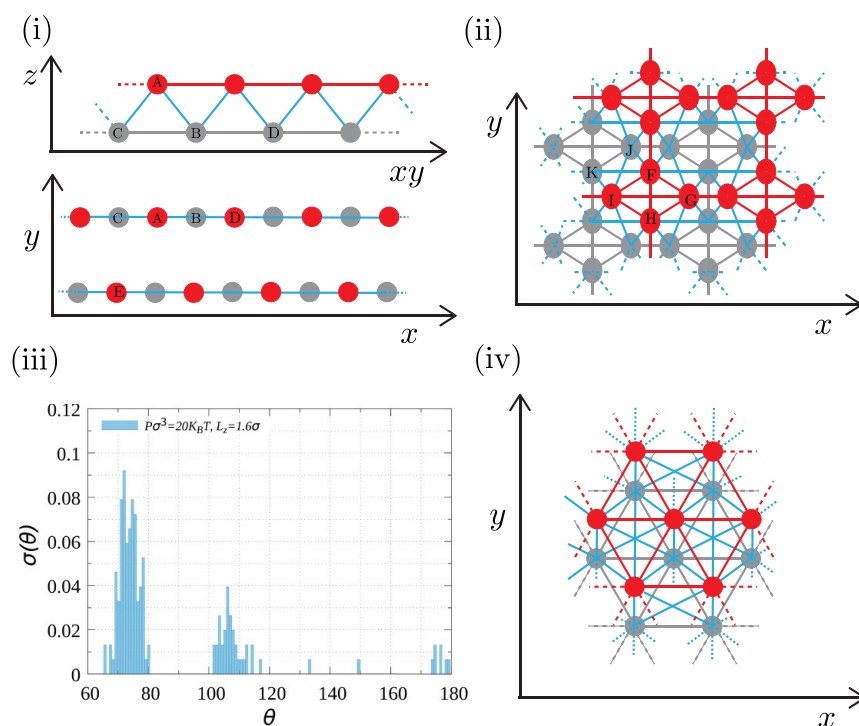 (i)
z
A
C
B
D
xy
y
C
A
B
D
E
x
(ii)
y
J
K
F
I
G
H
x
(iii)
0.12
0.1
0.08
0.06
0.04
0.02
0
σ(θ)
Pσ³=20K_BT, L_z=1.6σ
60 80 100 120 140 160 180
θ
(iv)
y
x